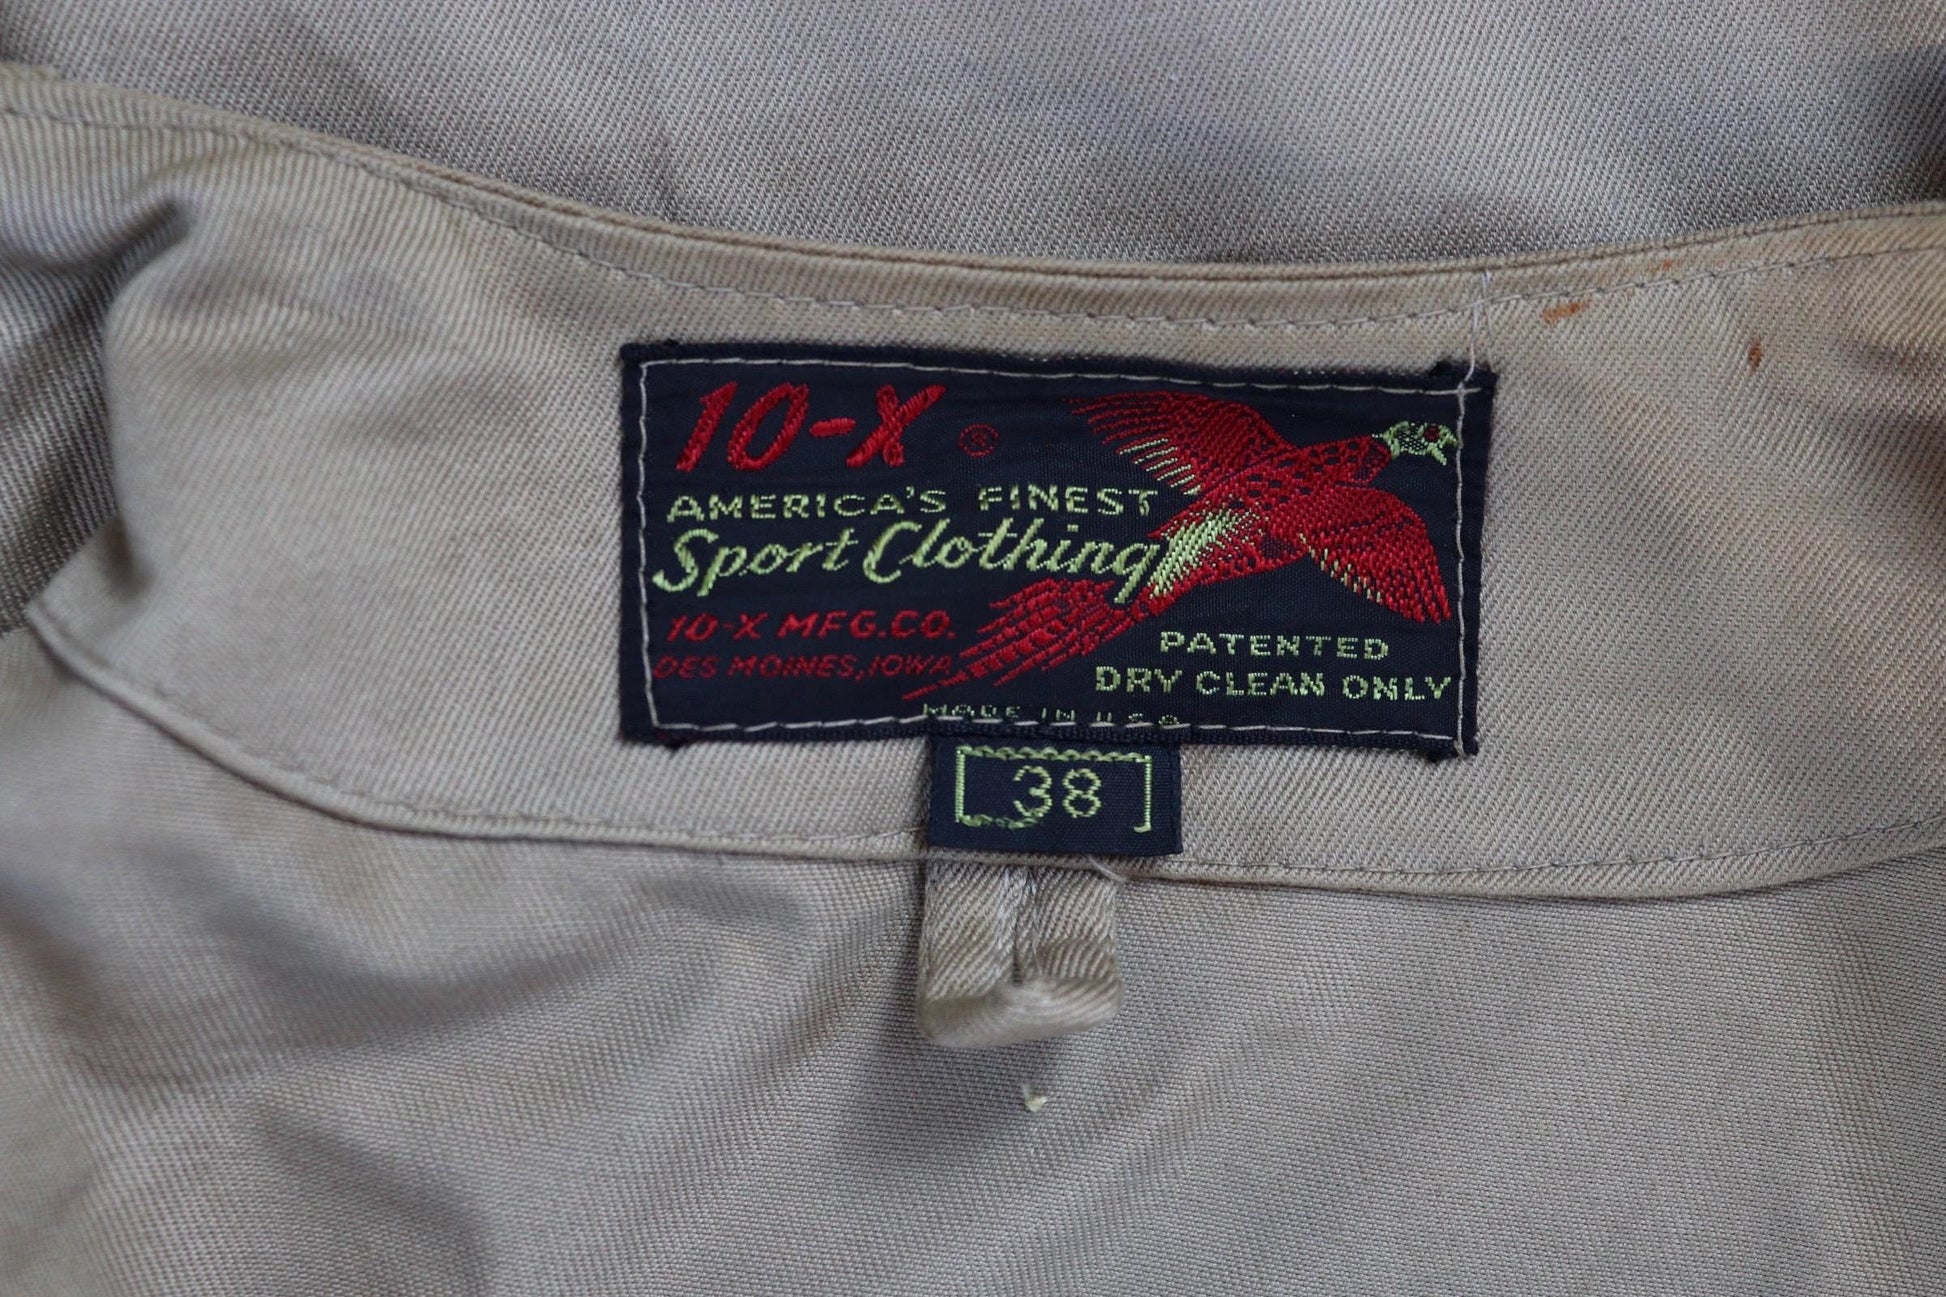 10-X ®
AMERICA'S FINEST
Sport Clothing
10-X MFG.CO.
DES MOINES, IOWA
PATENTED
DRY CLEAN ONLY
MADE IN U.S.A.
38